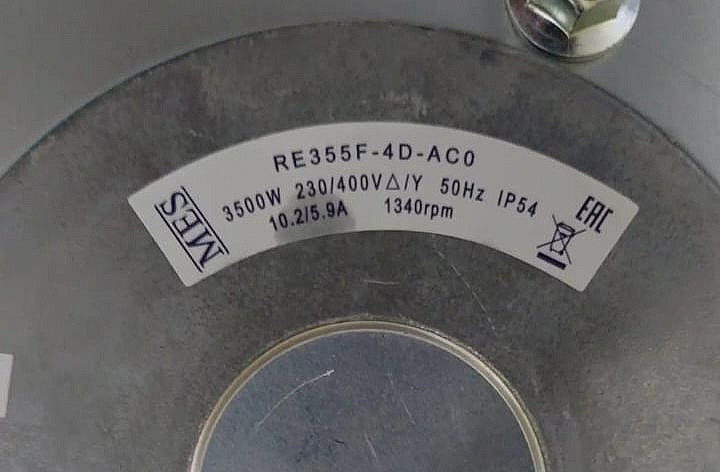 RE355F-4D-AC0
MES
3500W 230/400V△/Y 50Hz IP54
10.2/5.9A 1340rpm
EAC